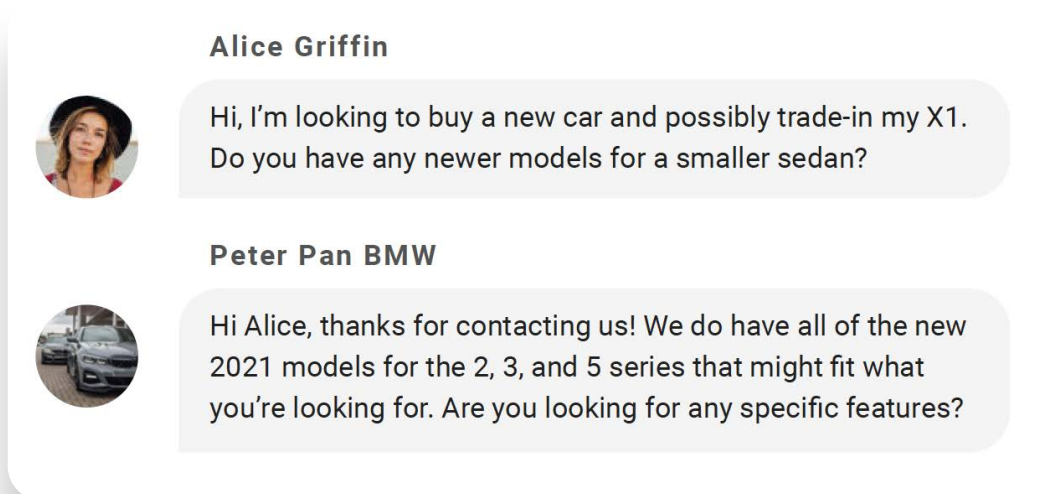 Alice Griffin
Hi, I’m looking to buy a new car and possibly trade-in my X1.
Do you have any newer models for a smaller sedan?
Peter Pan BMW
Hi Alice, thanks for contacting us! We do have all of the new
2021 models for the 2, 3, and 5 series that might fit what
you’re looking for. Are you looking for any specific features?